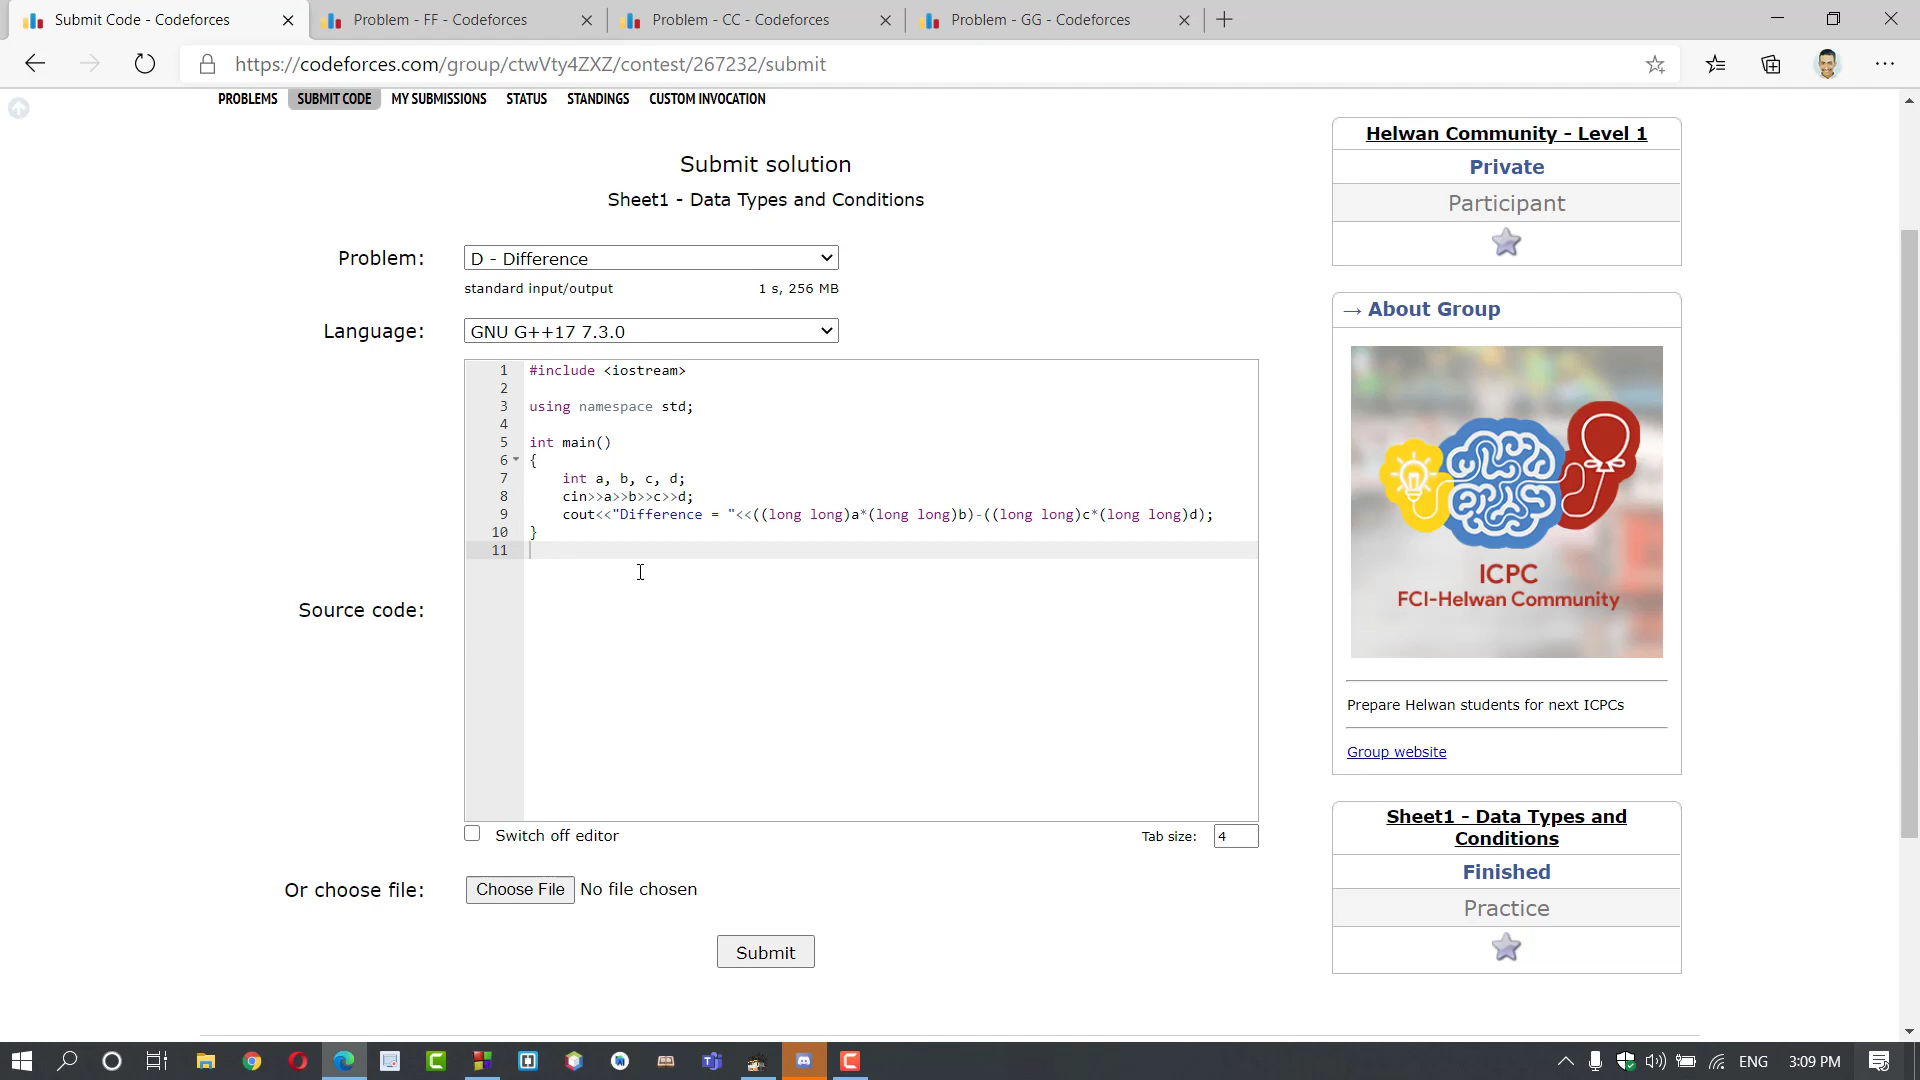 Submit Code - Codeforces
Problem - FF - Codeforces
Problem - CC - Codeforces
Problem - GG - Codeforces
https://codeforces.com/group/ctwVty4ZXZ/contest/267232/submit
PROBLEMS SUBMIT CODE MY SUBMISSIONS STATUS STANDINGS CUSTOM INVOCATION
Submit solution
Sheet1 - Data Types and Conditions
Problem:
D - Difference
standard input/output 1 s, 256 MB
Language:
GNU G++17 7.3.0
Source code:
1 #include <iostream>
2
3 using namespace std;
4
5 int main()
6 {
7 int a, b, c, d;
8 cin>>a>>b>>c>>d;
9 cout<<"Difference = "<<((long long)a*(long long)b)-((long long)c*(long long)d);
10 }
11
Switch off editor
Tab size: 4
Or choose file:
Choose File No file chosen
Submit
Helwan Community - Level 1
Private
Participant
→ About Group
ICPC
FCI-Helwan Community
Prepare Helwan students for next ICPCs
Group website
Sheet1 - Data Types and
Conditions
Finished
Practice
ENG 3:09 PM